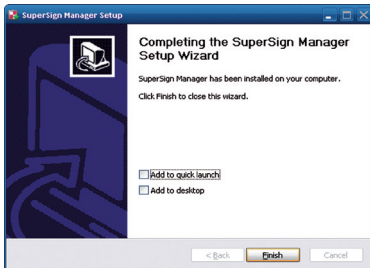 SuperSign Manager Setup
Completing the SuperSign Manager
Setup Wizard
SuperSign Manager has been installed on your computer.
Click Finish to close this wizard.
Add to quick launch
Add to desktop
< Back
Finish
Cancel